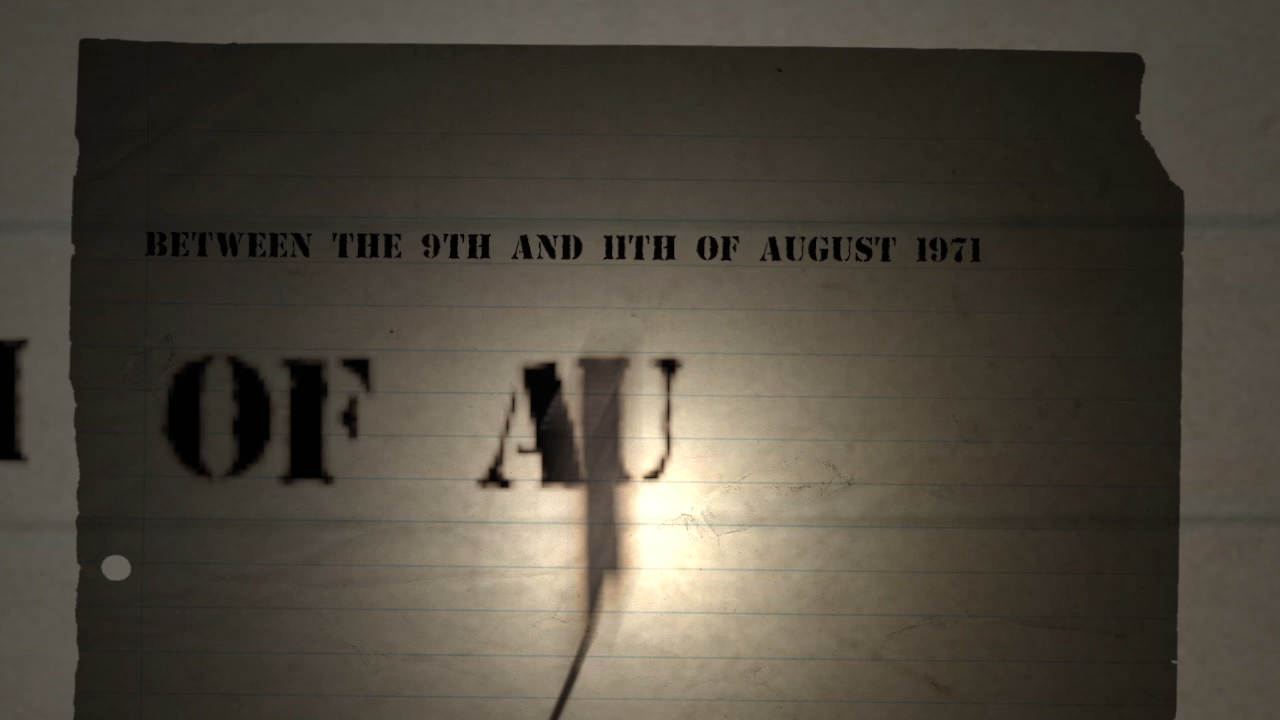 BETWEEN THE 9TH AND 11TH OF AUGUST 1971
OF AU